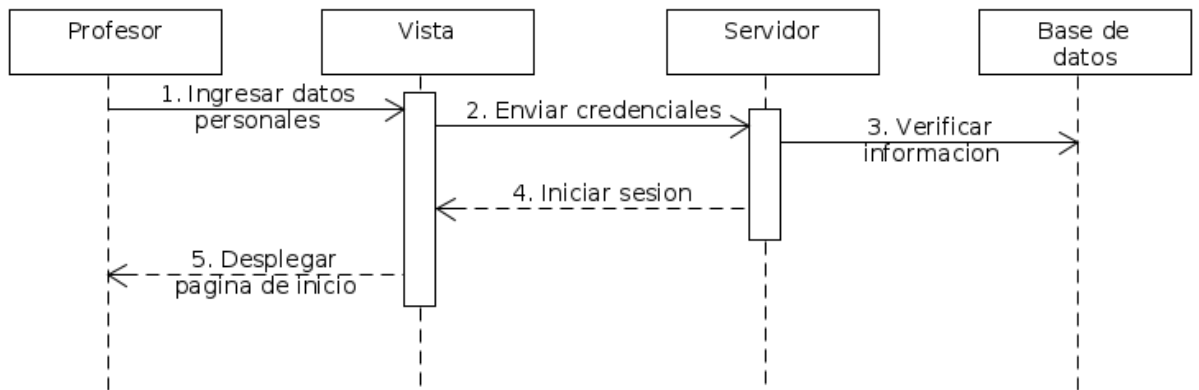 Profesor
Vista
Servidor
Base de
datos
1. Ingresar datos
personales
2. Enviar credenciales
3. Verificar
informacion
4. Iniciar sesion
5. Desplegar
pagina de inicio